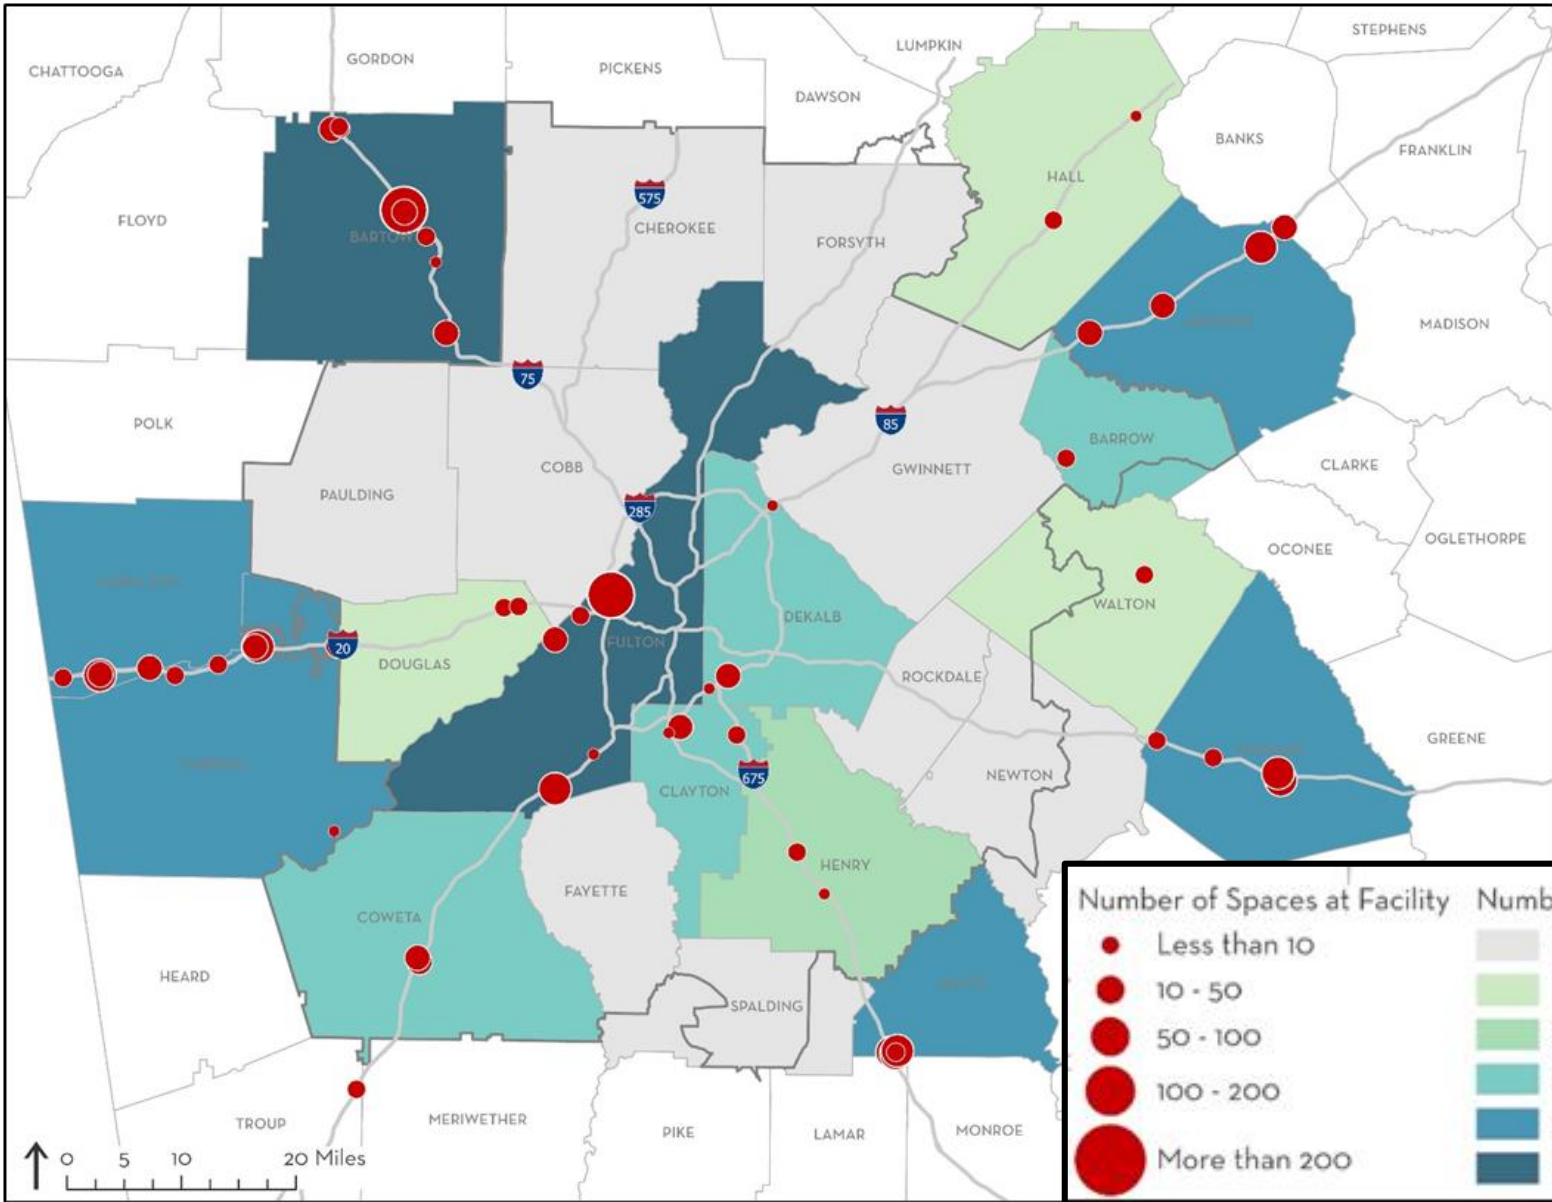 STEPHENS
LUMPKIN
GORDON
PICKENS
CHATTOOGA
DAWSON
BANKS
FRANKLIN
HALL
575
FLOYD
CHEROKEE
BARTOW
FORSYTH
MADISON
75
85
POLK
BARROW
COBB
GWINNETT
CLARKE
PAULDING
285
OGLETHORPE
OCONEE
WALTON
DEKALB
FULTON
20
DOUGLAS
ROCKDALE
GREENE
675
NEWTON
CLAYTON
HENRY
FAYETTE
COWETA
HEARD
SPALDING
TROUP
MERIWETHER
PIKE
LAMAR
MONROE
0 5 10 20 Miles
Number of Spaces at Facility
Numb
Less than 10
10 - 50
50 - 100
100 - 200
More than 200